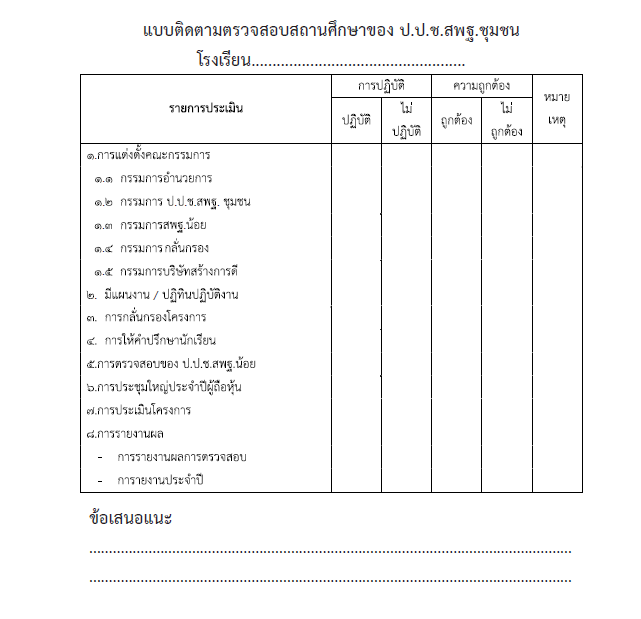 แบบติดตามตรวจสอบสถานศึกษาของ ป.ป.ช.สพฐ.ชุมชน
โรงเรียน..................................................
รายการประเมิน การปฏิบัติ ความถูกต้อง หมายเหตุ
ปฏิบัติ ไม่ปฏิบัติ ถูกต้อง ไม่ถูกต้อง
๑.การแต่งตั้งคณะกรรมการ
๑.๑ กรรมการอำนวยการ
๑.๒ กรรมการ ป.ป.ช.สพฐ. ชุมชน
๑.๓ กรรมการสพฐ.น้อย
๑.๔ กรรมการ กลั่นกรอง
๑.๕ กรรมการบริษัทสร้างการดี
๒. มีแผนงาน / ปฏิทินปฏิบัติงาน
๓. การกลั่นกรองโครงการ
๔. การให้คำปรึกษานักเรียน
๕.การตรวจสอบของ ป.ป.ช.สพฐ.น้อย
๖.การประชุมใหญ่ประจำปีผู้ถือหุ้น
๗.การประเมินโครงการ
๘.การรายงานผล
- การรายงานผลการตรวจสอบ
- การายงานประจำปี
ข้อเสนอแนะ
........................................................................................................................
........................................................................................................................